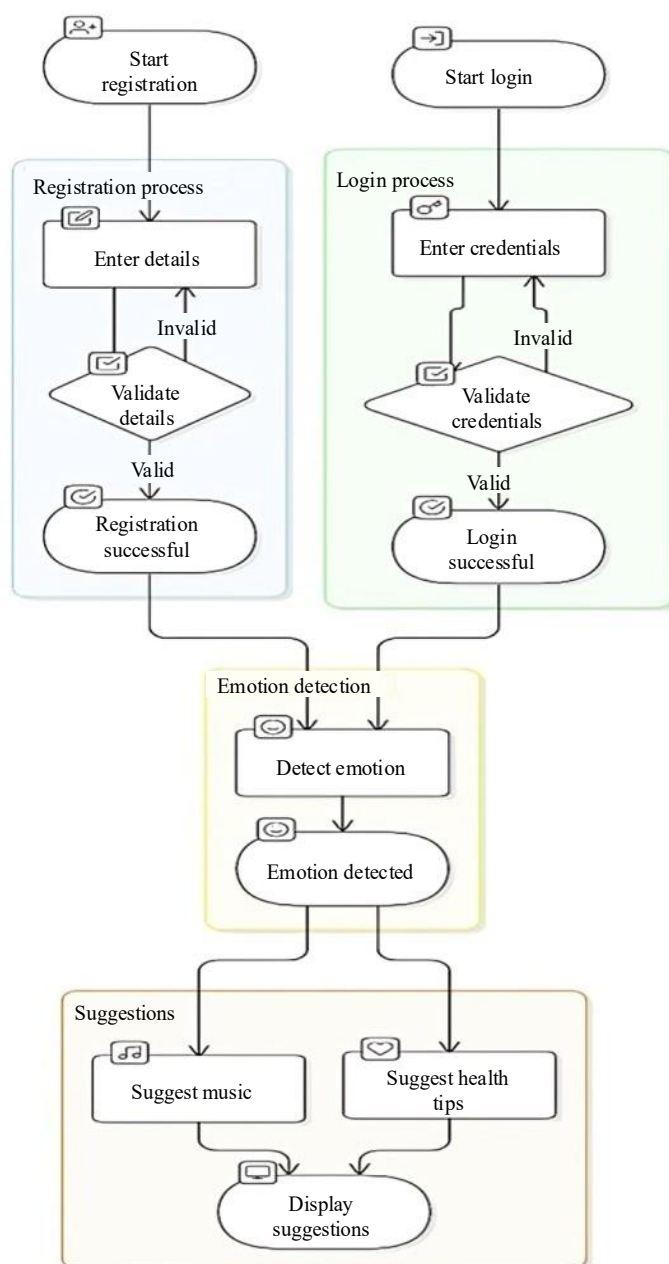 Start
registration
Start login
Registration process
Enter details
Invalid
Validate
details
Valid
Registration
successful
Login process
Enter credentials
Invalid
Validate
credentials
Valid
Login
successful
Emotion detection
Detect emotion
Emotion detected
Suggestions
Suggest music
Suggest health
tips
Display
suggestions